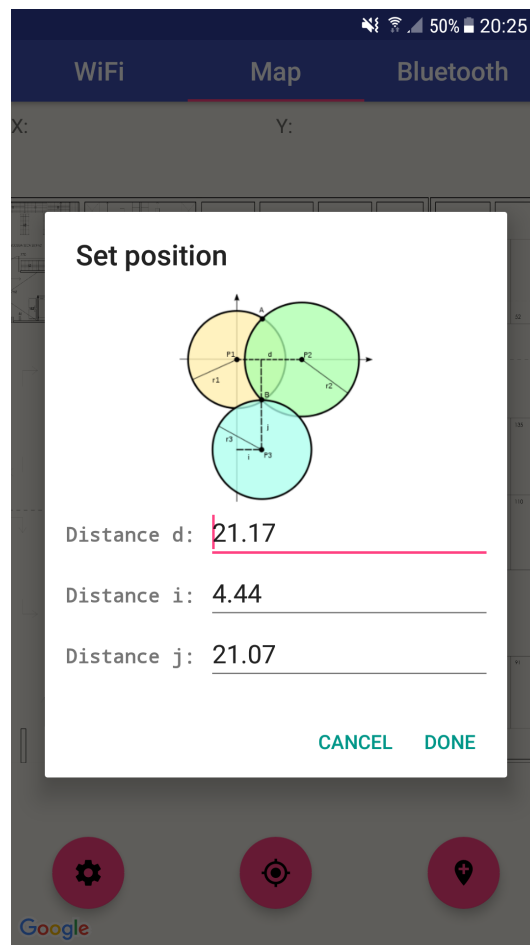 50% 20:25
WiFi Map Bluetooth
X: Y:
Set position
A
P1 d P2
r1 r2
B
j
r3
i P3
Distance d: 21.17
Distance i: 4.44
Distance j: 21.07
CANCEL DONE
Google